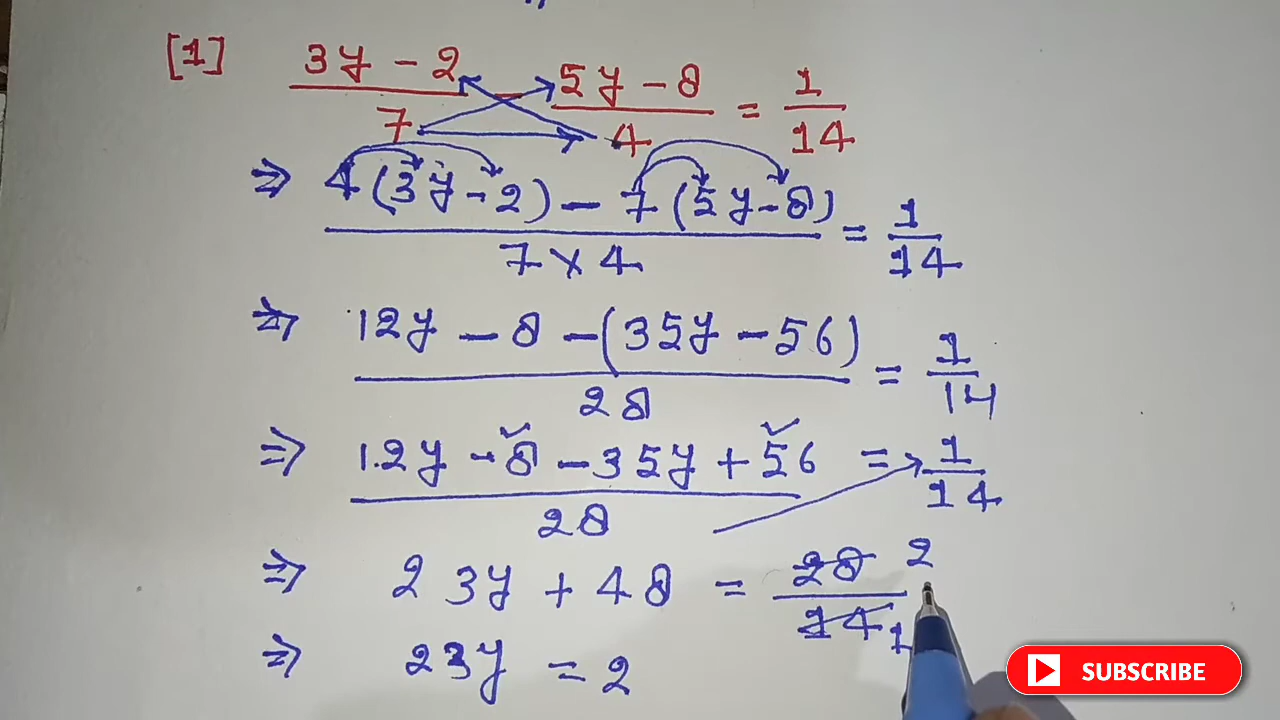 [1] (3y - 2)/7 - (5y - 8)/4 = 1/14
⇒ (4(3y - 2) - 7(5y - 8))/(7 × 4) = 1/14
⇒ (12y - 8 - (35y - 56))/28 = 1/14
⇒ (12y - 8 - 35y + 56)/28 = 1/14
⇒ 23y + 48 = 28/14 2 1
⇒ 23y = 2
SUBSCRIBE